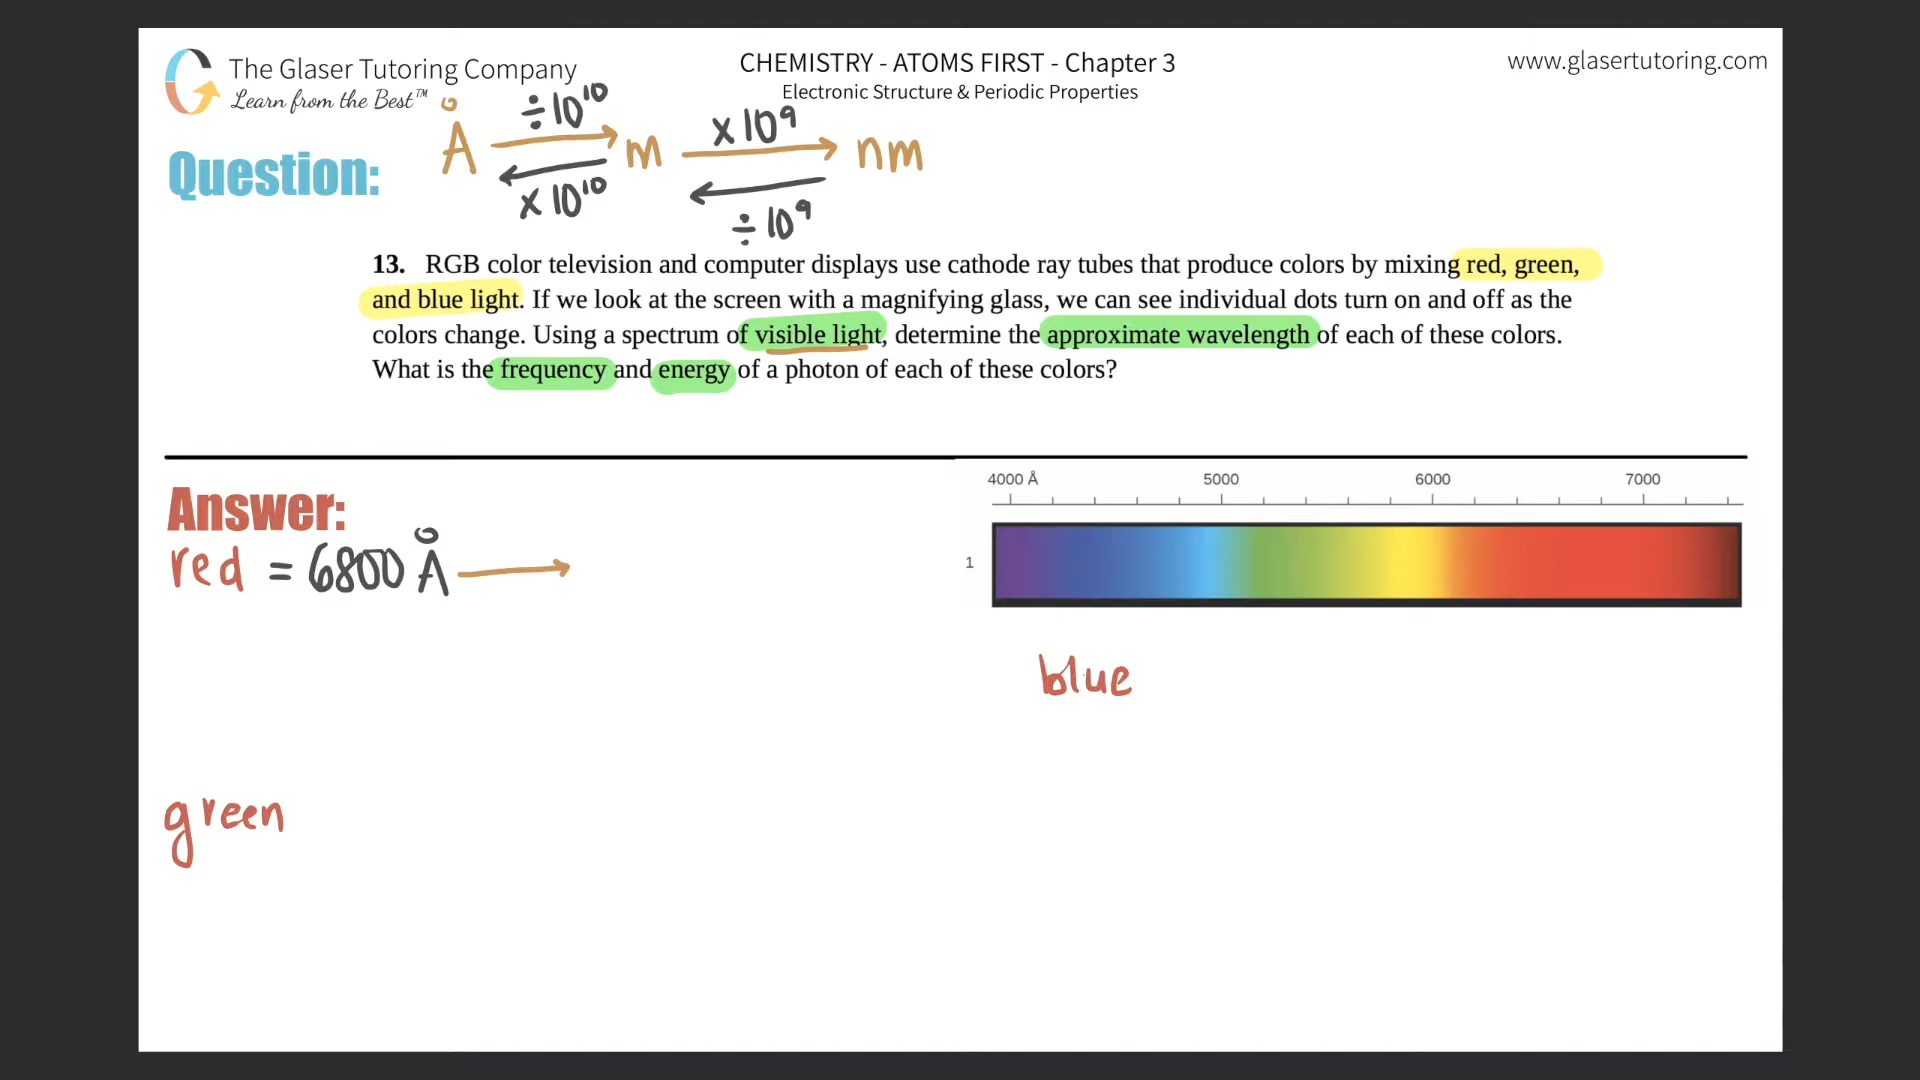 The Glaser Tutoring Company
Learn from the Best™
CHEMISTRY - ATOMS FIRST - Chapter 3
Electronic Structure & Periodic Properties
www.glasertutoring.com
÷10¹⁰ x10⁹
Å m nm
x10¹⁰ ÷10⁹
Question:
13. RGB color television and computer displays use cathode ray tubes that produce colors by mixing red, green,
and blue light. If we look at the screen with a magnifying glass, we can see individual dots turn on and off as the
colors change. Using a spectrum of visible light, determine the approximate wavelength of each of these colors.
What is the frequency and energy of a photon of each of these colors?
Answer:
4000 Å 5000 6000 7000
1
red = 6800 Å
blue
green